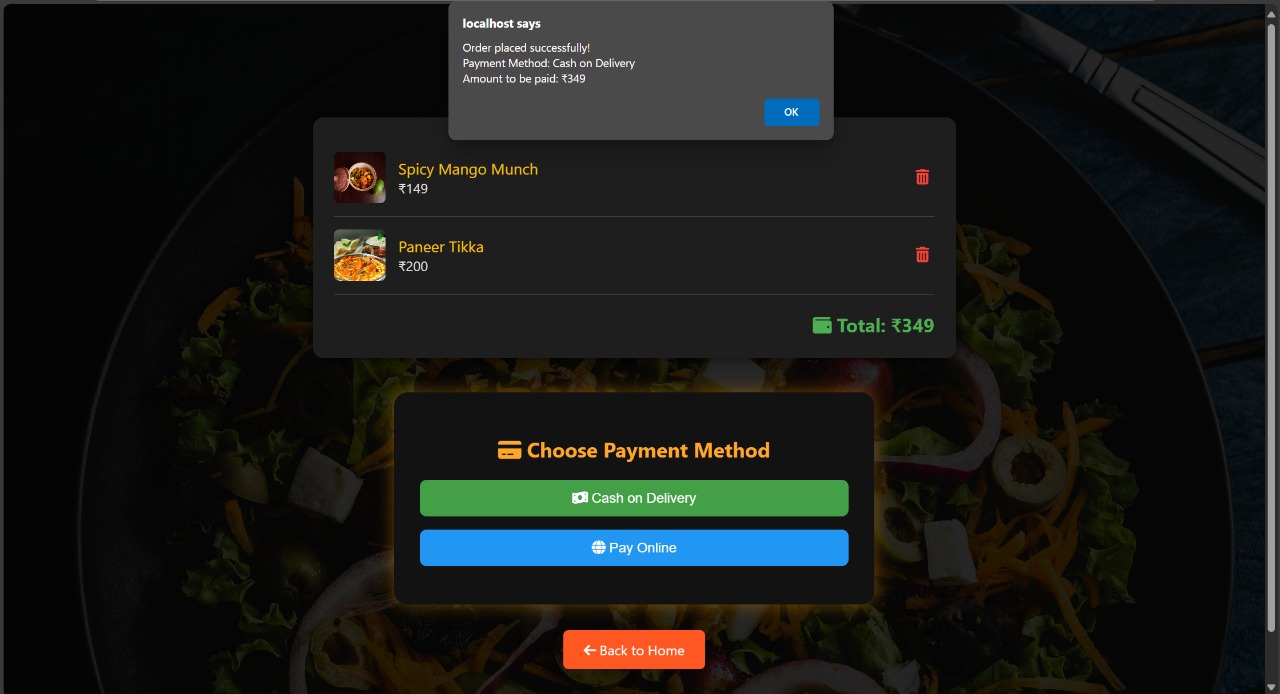 localhost says
Order placed successfully!
Payment Method: Cash on Delivery
Amount to be paid: ₹349
OK
Spicy Mango Munch
₹149
Paneer Tikka
₹200
Total: ₹349
Choose Payment Method
Cash on Delivery
Pay Online
Back to Home